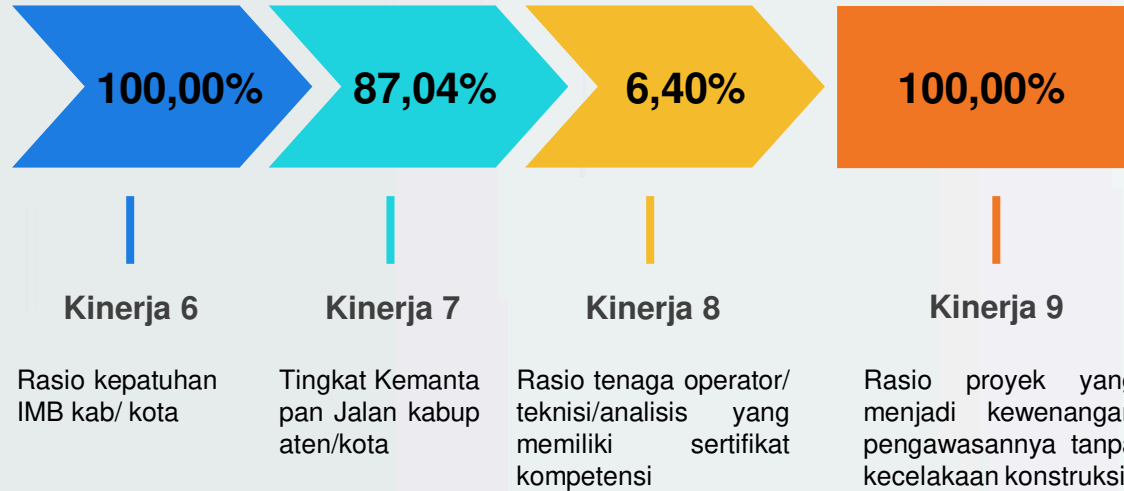 100,00%
87,04%
6,40%
100,00%
Kinerja 6
Kinerja 7
Kinerja 8
Kinerja 9
Rasio kepatuhan
IMB kab/ kota
Tingkat Kemanta
pan Jalan kabup
aten/kota
Rasio tenaga operator/
teknisi/analisis yang
memiliki sertifikat
kompetensi
Rasio proyek yang
menjadi kewenangan
pengawasannya tanpa
kecelakaan konstruksi